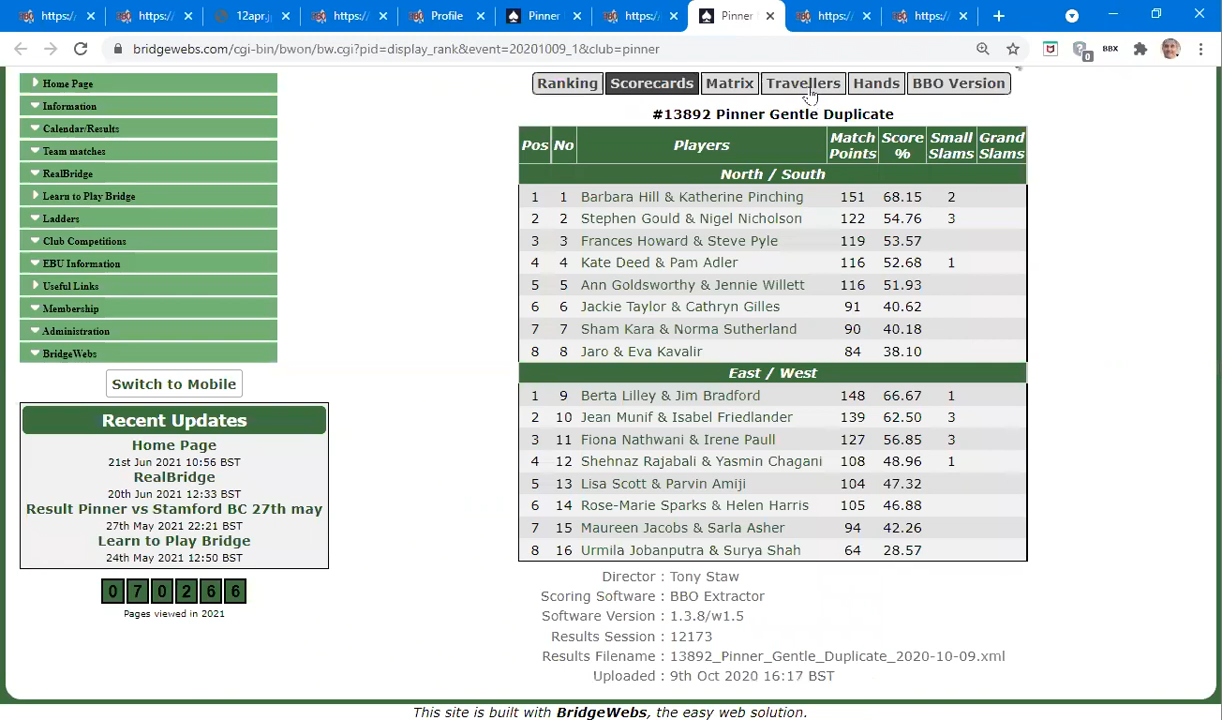 https:/
https:/
12apr.j
https:/
Profile
Pinner
https:/
Pinner
https:/
https:/
bridgewebs.com/cgi-bin/bwon/bw.cgi?pid=display_rank&event=20201009_1&club=pinner
0
BBX
Home Page
Information
Calendar/Results
Team matches
RealBridge
Learn to Play Bridge
Ladders
Club Competitions
EBU Information
Useful Links
Membership
Administration
BridgeWebs
Switch to Mobile
Recent Updates
Home Page
21st Jun 2021 10:56 BST
RealBridge
20th Jun 2021 12:33 BST
Result Pinner vs Stamford BC 27th may
27th May 2021 22:21 BST
Learn to Play Bridge
24th May 2021 12:50 BST
0 7 0 2 6 6
Pages viewed in 2021
Ranking Scorecards Matrix Travellers Hands BBO Version
#13892 Pinner Gentle Duplicate
Pos No Players Match Points Score % Small Slams Grand Slams
North / South
1 1 Barbara Hill & Katherine Pinching 151 68.15 2
2 2 Stephen Gould & Nigel Nicholson 122 54.76 3
3 3 Frances Howard & Steve Pyle 119 53.57
4 4 Kate Deed & Pam Adler 116 52.68 1
5 5 Ann Goldsworthy & Jennie Willett 116 51.93
6 6 Jackie Taylor & Cathryn Gilles 91 40.62
7 7 Sham Kara & Norma Sutherland 90 40.18
8 8 Jaro & Eva Kavalir 84 38.10
East / West
1 9 Berta Lilley & Jim Bradford 148 66.67 1
2 10 Jean Munif & Isabel Friedlander 139 62.50 3
3 11 Fiona Nathwani & Irene Paull 127 56.85 3
4 12 Shehnaz Rajabali & Yasmin Chagani 108 48.96 1
5 13 Lisa Scott & Parvin Amiji 104 47.32
6 14 Rose-Marie Sparks & Helen Harris 105 46.88
7 15 Maureen Jacobs & Sarla Asher 94 42.26
8 16 Urmila Jobanputra & Surya Shah 64 28.57
Director : Tony Staw
Scoring Software : BBO Extractor
Software Version : 1.3.8/w1.5
Results Session : 12173
Results Filename : 13892_Pinner_Gentle_Duplicate_2020-10-09.xml
Uploaded : 9th Oct 2020 16:17 BST
This site is built with BridgeWebs, the easy web solution.